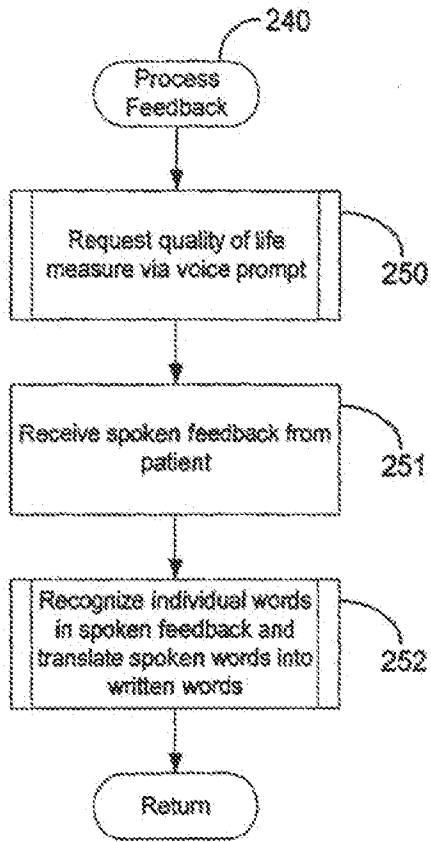 240
Process
Feedback
Request quality of life
measure via voice prompt
250
Receive spoken feedback from
patient
251
Recognize individual words
in spoken feedback and
translate spoken words into
written words
252
Return